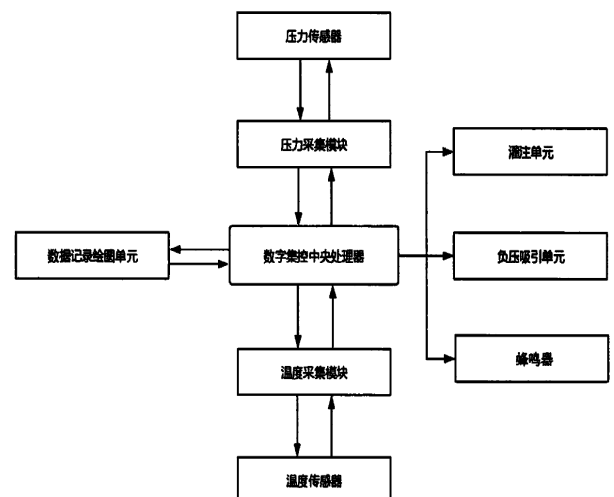 压力传感器
压力采集模块
灌注单元
数据记录绘图单元
数字集控中央处理器
负压吸引单元
温度采集模块
蜂鸣器
温度传感器